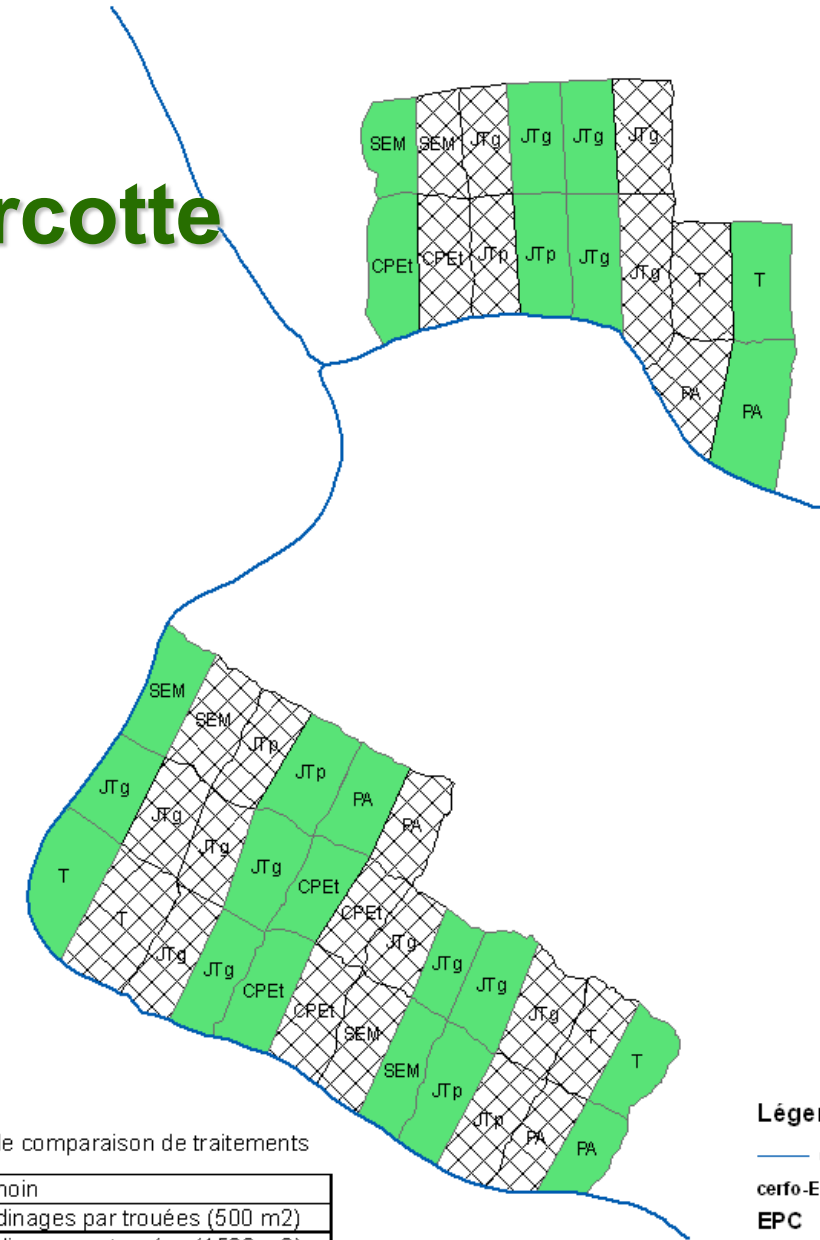 rcotte
SEM SEM JTg JTg JTg JTg
CPEt CPEt JTp JTp JTg JTg T T
PA PA
SEM SEM JTp JTp PA PA
JTg JTg JTg JTg CPEt CPEt JTg JTg JTg JTg T T
T T JTg JTg CPEt CPEt SEM SEM JTp JTp PA PA
le comparaison de traitements
noin
dinages par trouées (500 m2)
Léger
cerfo-E
EPC